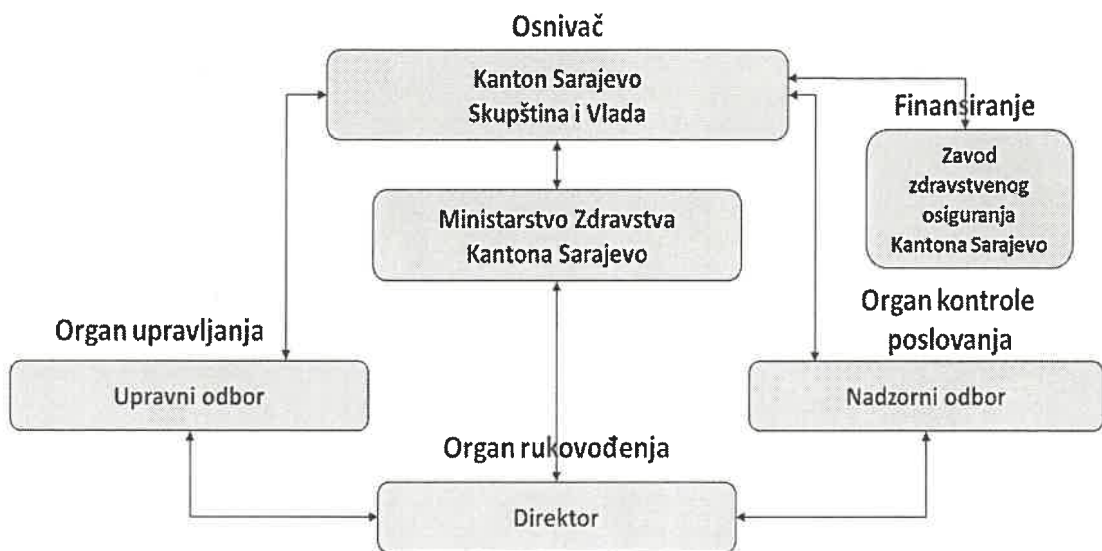 Osnivač
Kanton Sarajevo
Skupština i Vlada
Finansiranje
Zavod
zdravstvenog
osiguranja
Kantona Sarajevo
Ministarstvo Zdravstva
Kantona Sarajevo
Organ upravljanja
Upravni odbor
Organ kontrole
poslovanja
Nadzorni odbor
Organ rukovođenja
Direktor